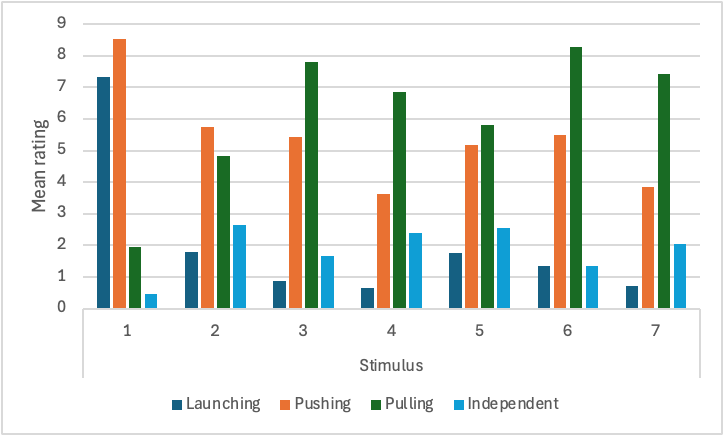 Mean rating
9
8
7
6
5
4
3
2
1
0
1 2 3 4 5 6 7
Stimulus
Launching Pushing Pulling Independent